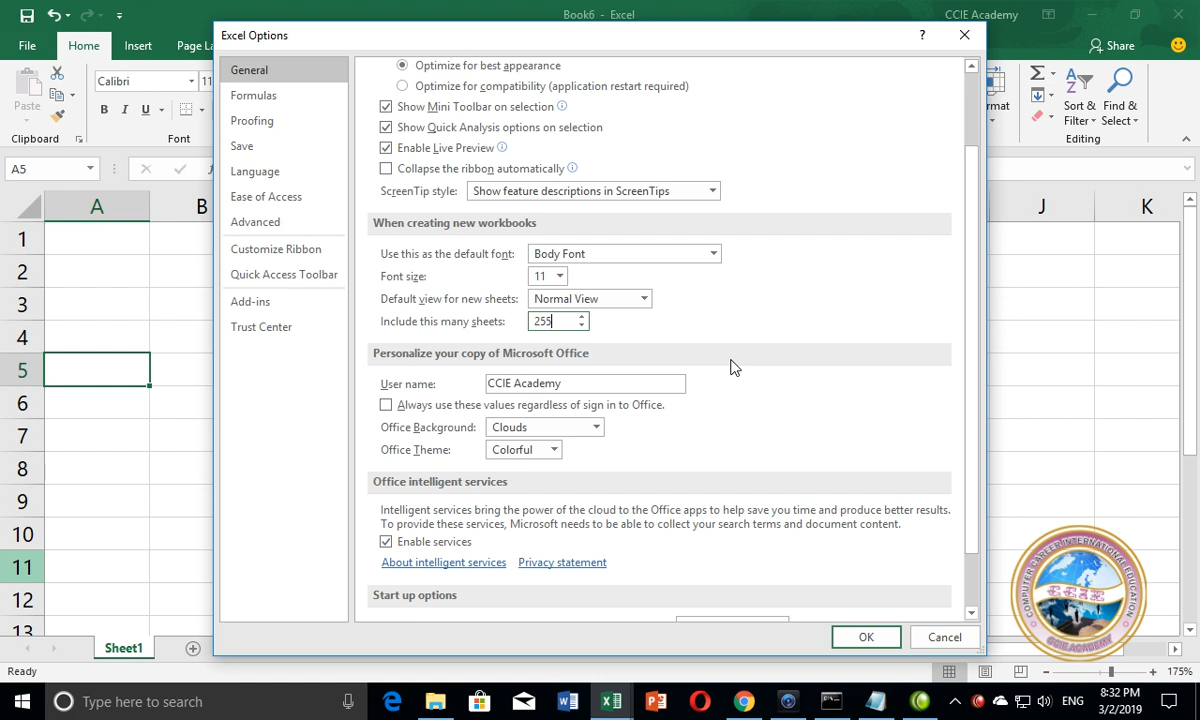 Book6 - Excel
CCIE Academy
Excel Options
?
File
Home
Insert
Page La
Share
Paste
Clipboard
Calibri
11
B I U
Font
rmat
Sort &
Filter
Find &
Select
Editing
A5
General
Formulas
Proofing
Save
Language
Ease of Access
Advanced
Customize Ribbon
Quick Access Toolbar
Add-ins
Trust Center
Optimize for best appearance
Optimize for compatibility (application restart required)
Show Mini Toolbar on selection
Show Quick Analysis options on selection
Enable Live Preview
Collapse the ribbon automatically
ScreenTip style: Show feature descriptions in ScreenTips
When creating new workbooks
Use this as the default font: Body Font
Font size: 11
Default view for new sheets: Normal View
Include this many sheets: 255
Personalize your copy of Microsoft Office
User name: CCIE Academy
Always use these values regardless of sign in to Office.
Office Background: Clouds
Office Theme: Colorful
Office intelligent services
Intelligent services bring the power of the cloud to the Office apps to help save you time and produce better results.
To provide these services, Microsoft needs to be able to collect your search terms and document content.
Enable services
About intelligent services Privacy statement
Start up options
OK
Cancel
A B J K
1
2
3
4
5
6
7
8
9
10
11
12
13
COMPUTER CAREER INTERNATIONAL EDUCATION
CCIE
CCIE ACADEMY
Sheet1
Ready
175%
Type here to search
ENG
8:32 PM
3/2/2019